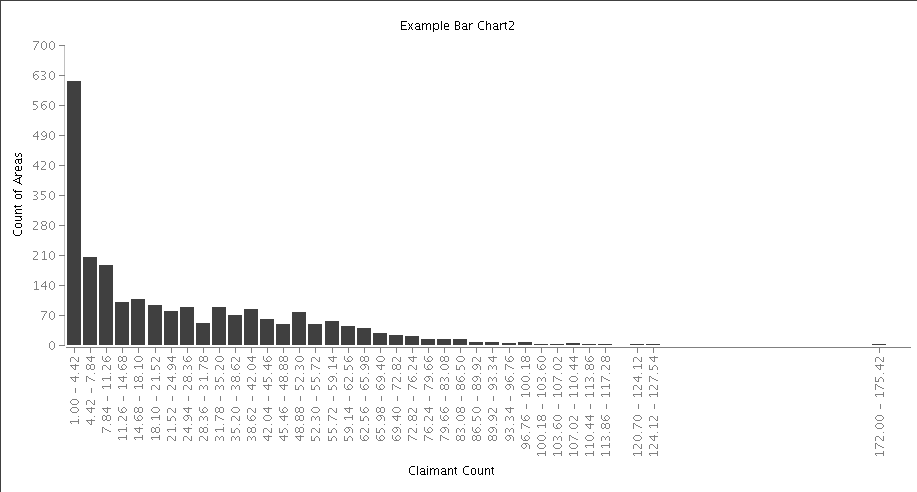 Example Bar Chart2
Count of Areas
700
630
560
490
420
350
280
210
140
70
0
1.00 - 4.42
4.42 - 7.84
7.84 - 11.26
11.26 - 14.68
14.68 - 18.10
18.10 - 21.52
21.52 - 24.94
24.94 - 28.36
28.36 - 31.78
31.78 - 35.20
35.20 - 38.62
38.62 - 42.04
42.04 - 45.46
45.46 - 48.88
48.88 - 52.30
52.30 - 55.72
55.72 - 59.14
59.14 - 62.56
62.56 - 65.98
65.98 - 69.40
69.40 - 72.82
72.82 - 76.24
76.24 - 79.66
79.66 - 83.08
83.08 - 86.50
86.50 - 89.92
89.92 - 93.34
93.34 - 96.76
96.76 - 100.18
100.18 - 103.60
103.60 - 107.02
107.02 - 110.44
110.44 - 113.86
113.86 - 117.28
120.70 - 124.12
124.12 - 127.54
172.00 - 175.42
Claimant Count